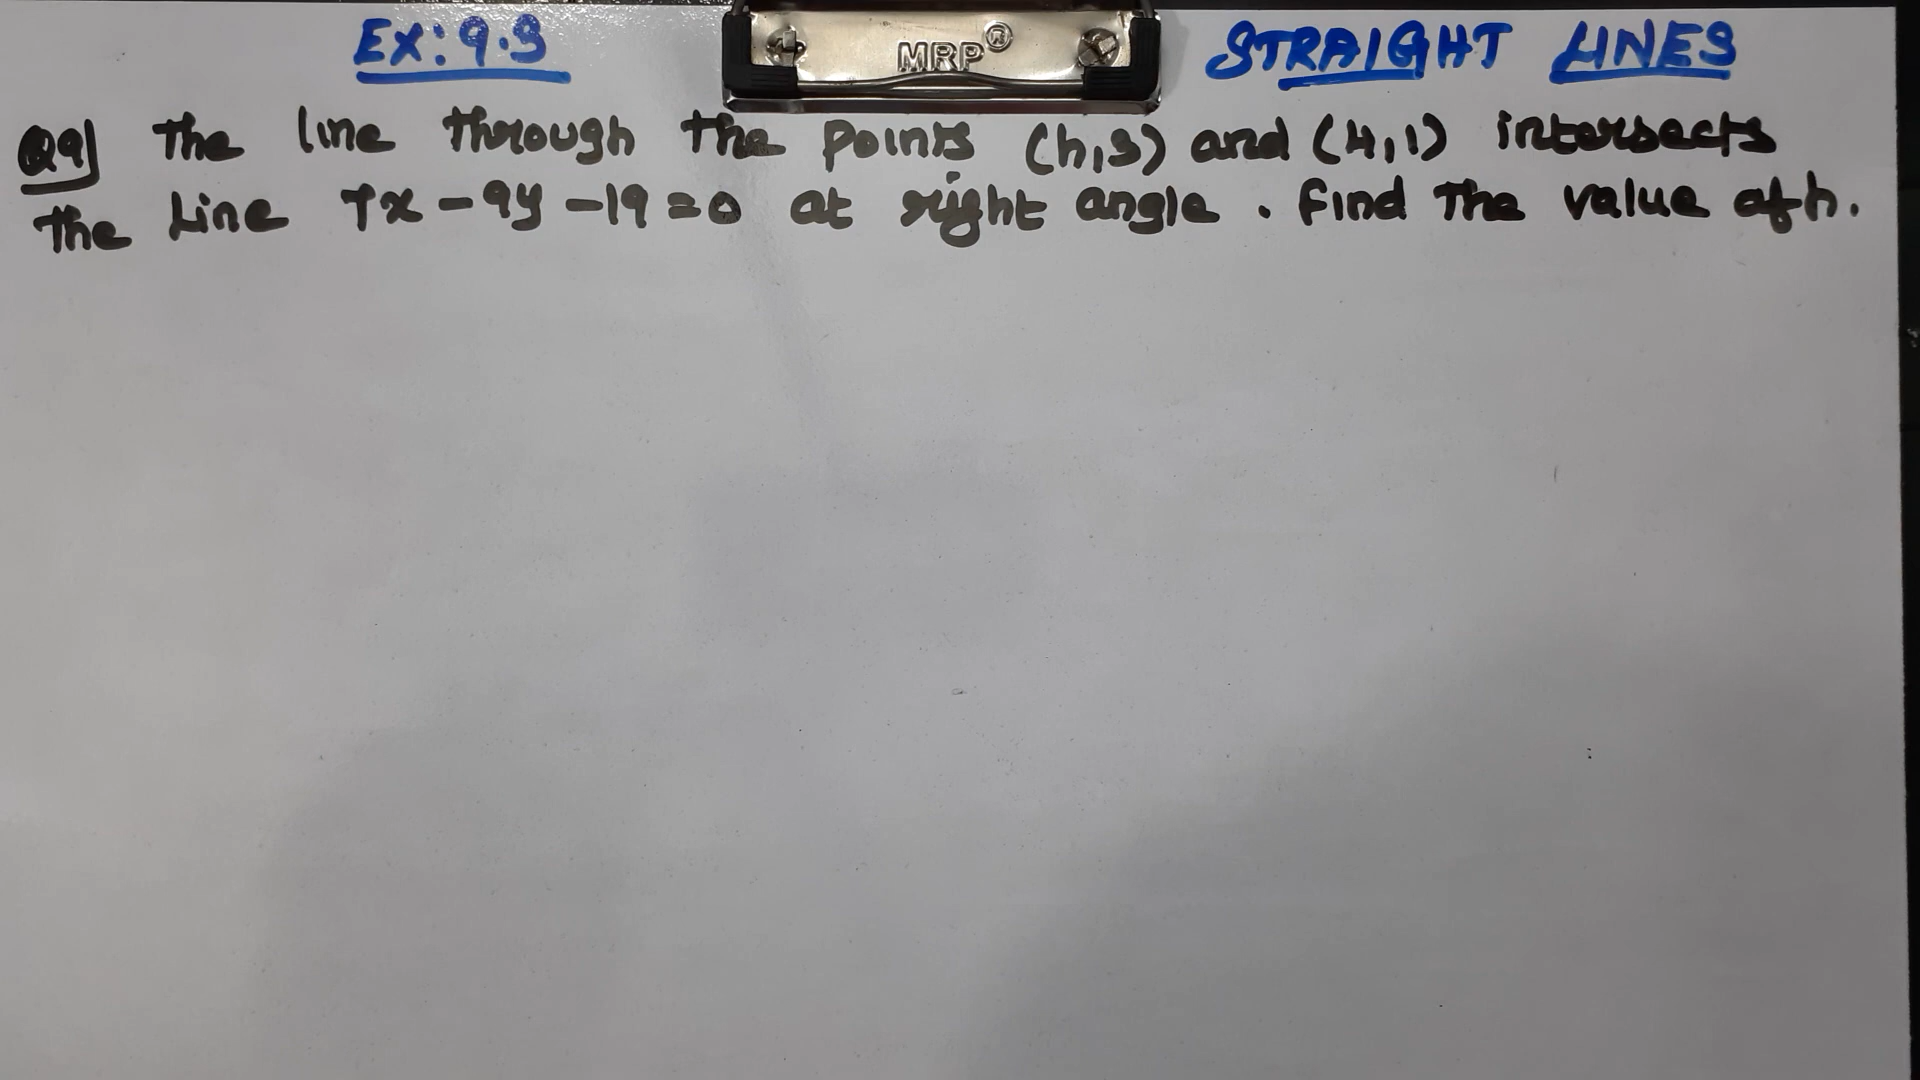 EX: 9.3
MRP®
STRAIGHT LINES
Q9) The line through the points (h,3) and (4,1) intersects
the Line 7x - 9y - 19 = 0 at right angle. Find The value of h.